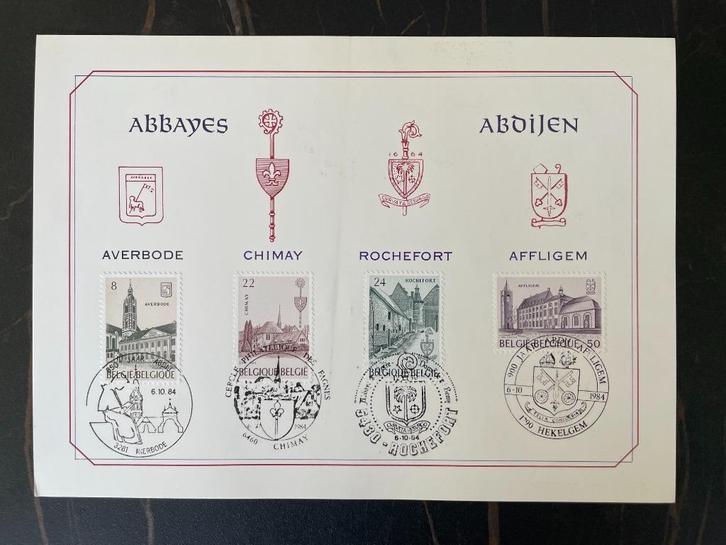 ABBAYES
ABDIJEN
1664
AVERBODE
CHIMAY
ROCHEFORT
AFFLIGEM
8
AVERBODE
BELGIË-BELGIQUE
22
CHIMAY
BELGIQUE-BELGIË
24
ROCHEFORT
BELGIQUE-BELGIË
AFFLIGEM
BELGIË-BELGIQUE 50
JAAR
6.10.84
AVERBODE
CERCLE PHILATELIQUE DES FAGNES
1984
6460 CHIMAY
6-10-84
5430-ROCHEFORT
900 JAAR ABDIJ AFFLIGEM
6-10 1984
1790 HEKELGEM